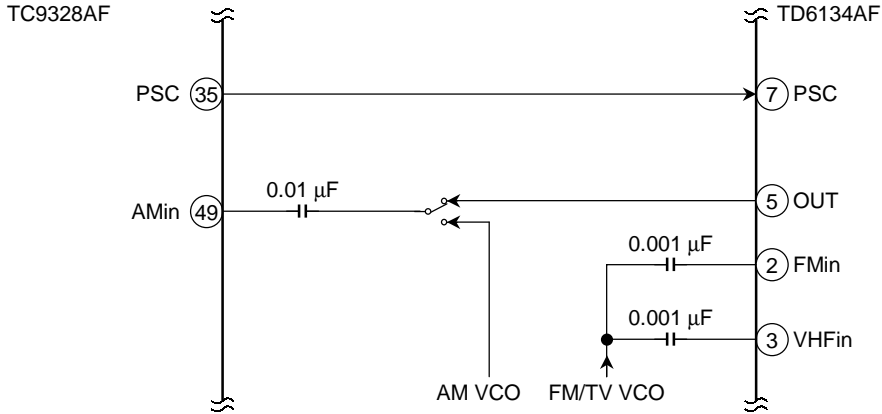 TC9328AF
TD6134AF
PSC 35
7 PSC
0.01 μF
AMin 49
5 OUT
0.001 μF
2 FMin
0.001 μF
3 VHFin
AM VCO
FM/TV VCO